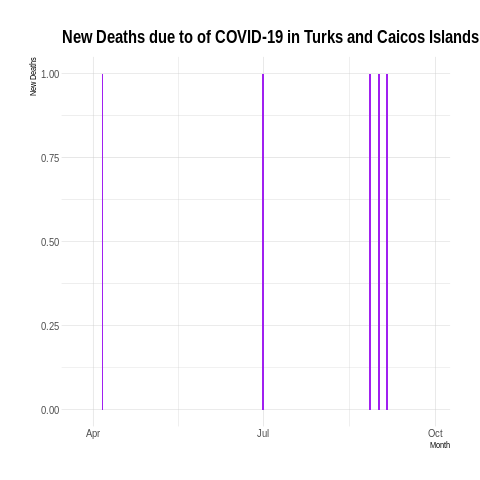 New Deaths due to of COVID-19 in Turks and Caicos Islands
New Deaths
1.00
0.75
0.50
0.25
0.00
Apr Jul Oct
Month